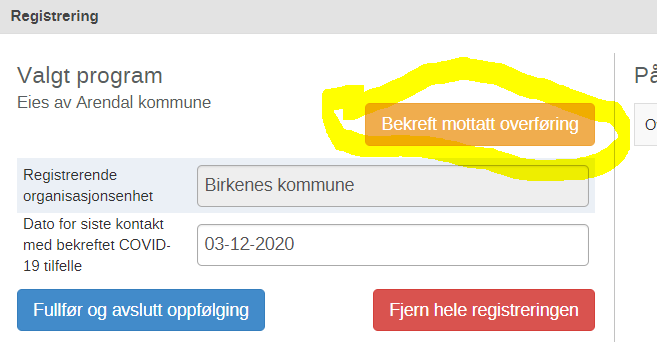 Registrering
Valgt program
Eies av Arendal kommune
Bekreft mottatt overføring
Registrerende
organisasjonsenhet
Birkenes kommune
Dato for siste kontakt
med bekreftet COVID-
19 tilfelle
03-12-2020
Fullfør og avslutt oppfølging
Fjern hele registreringen